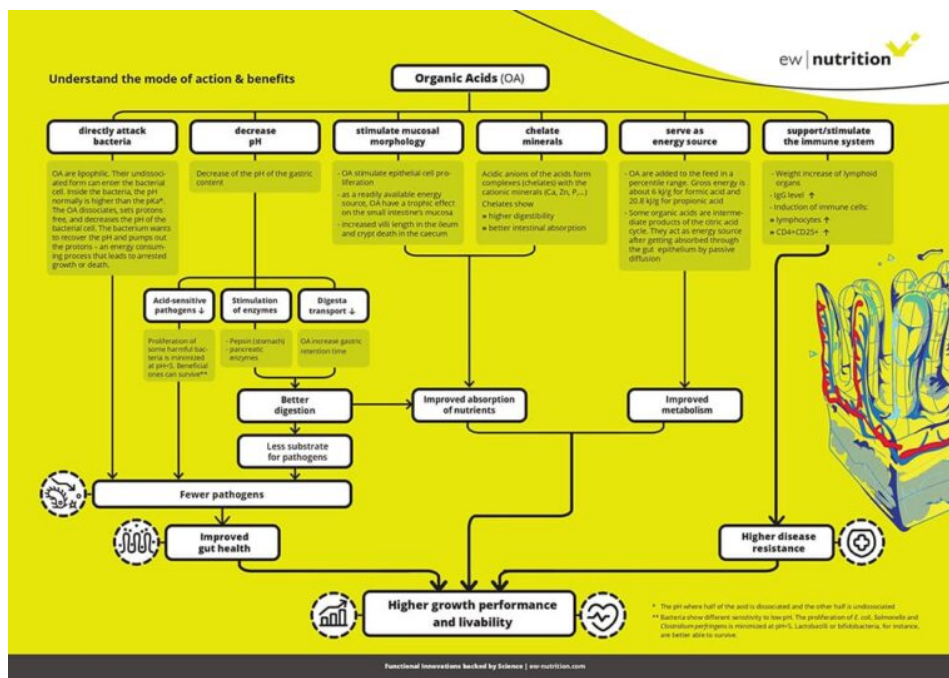 ew | nutrition
Understand the mode of action & benefits
Organic Acids (OA)
directly attack
bacteria
decrease
pH
stimulate mucosal
morphology
chelate
minerals
serve as
energy source
support/stimulate
the immune system
OA are lipophilic. Their undissoci-
ated form can enter the bacterial
cell. Inside the bacteria, the pH
normally is higher than the pKa*.
The OA dissociates, sets protons
free, and decreases the pH of the
bacterial cell. The bacterium wants
to recover the pH and pumps out
the protons – an energy consum-
ing process that leads to arrested
growth or death.
Decrease of the pH of the gastric
content
- OA stimulate epithelial cell pro-
liferation
- as a readily available energy
source, OA have a trophic effect
on the small intestine's mucosa
- increased villi length in the ileum
and crypt death in the caecum
Acidic anions of the acids form
complexes (chelates) with the
cationic minerals (Ca, Zn, P,...)
Chelates show
» higher digestibility
» better intestinal absorption
- OA are added to the feed in a
percentile range. Gross energy is
about 6 kJ/g for formic acid and
20.8 kJ/g for propionic acid
- Some organic acids are interme-
diate products of the citric acid
cycle. They act as energy source
after getting absorbed through
the gut epithelium by passive
diffusion
- Weight increase of lymphoid
organs
- IgG level ↑
- Induction of immune cells:
» lymphocytes ↑
» CD4+CD25+ ↑
Acid-sensitive
pathogens ↓
Stimulation
of enzymes
Digesta
transport ↓
Proliferation of
some harmful bac-
teria is minimized
at pH<5. Beneficial
ones can survive**
- Pepsin (stomach)
- pancreatic
enzymes
OA increase gastric
retention time
Better
digestion
Improved absorption
of nutrients
Improved
metabolism
Less substrate
for pathogens
Fewer pathogens
Improved
gut health
Higher disease
resistance
Higher growth performance
and livability
* The pH where half of the acid is dissociated and the other half is undissociated
** Bacteria show different sensitivity to low pH. The proliferation of E. coli, Salmonella and
Clostridium perfringens is minimized at pH<5. Lactobacilli or bifidobacteria, for instance,
are better able to survive.
Functional Innovations backed by Science | ew-nutrition.com